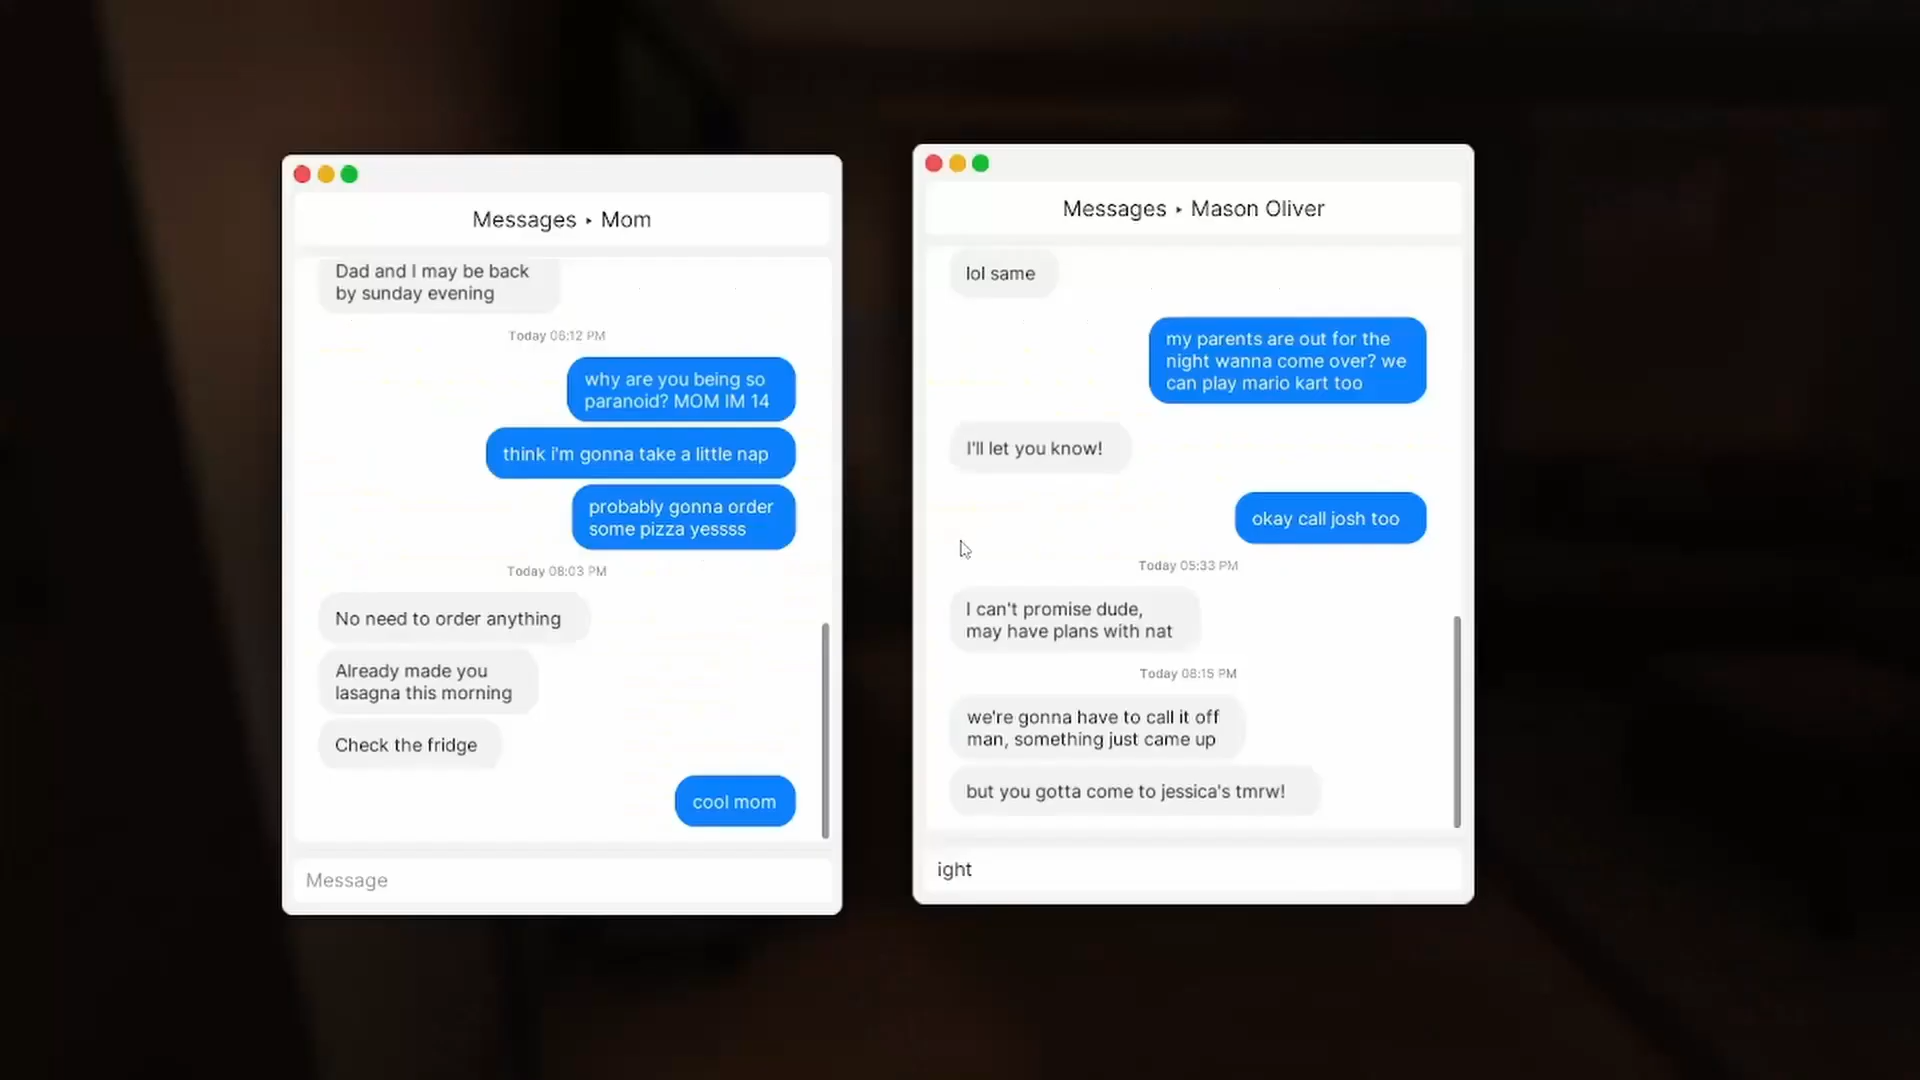 Messages ‣ Mom
Dad and I may be back
by sunday evening
Today 06:12 PM
why are you being so
paranoid? MOM IM 14
think i'm gonna take a little nap
probably gonna order
some pizza yessss
Today 08:03 PM
No need to order anything
Already made you
lasagna this morning
Check the fridge
cool mom
Message
Messages ‣ Mason Oliver
lol same
my parents are out for the
night wanna come over? we
can play mario kart too
I'll let you know!
okay call josh too
Today 05:33 PM
I can't promise dude,
may have plans with nat
Today 08:15 PM
we're gonna have to call it off
man, something just came up
but you gotta come to jessica's tmrw!
ight